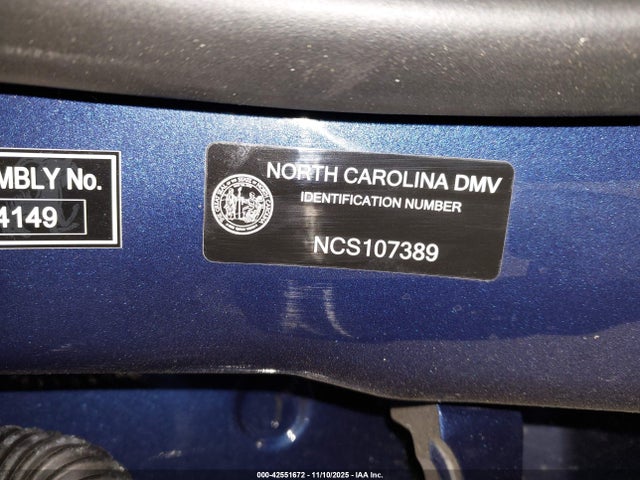 MBLY No.
4149
NORTH CAROLINA DMV
IDENTIFICATION NUMBER
NCS107389
000-42551672 - 11/10/2025 - IAA Inc.